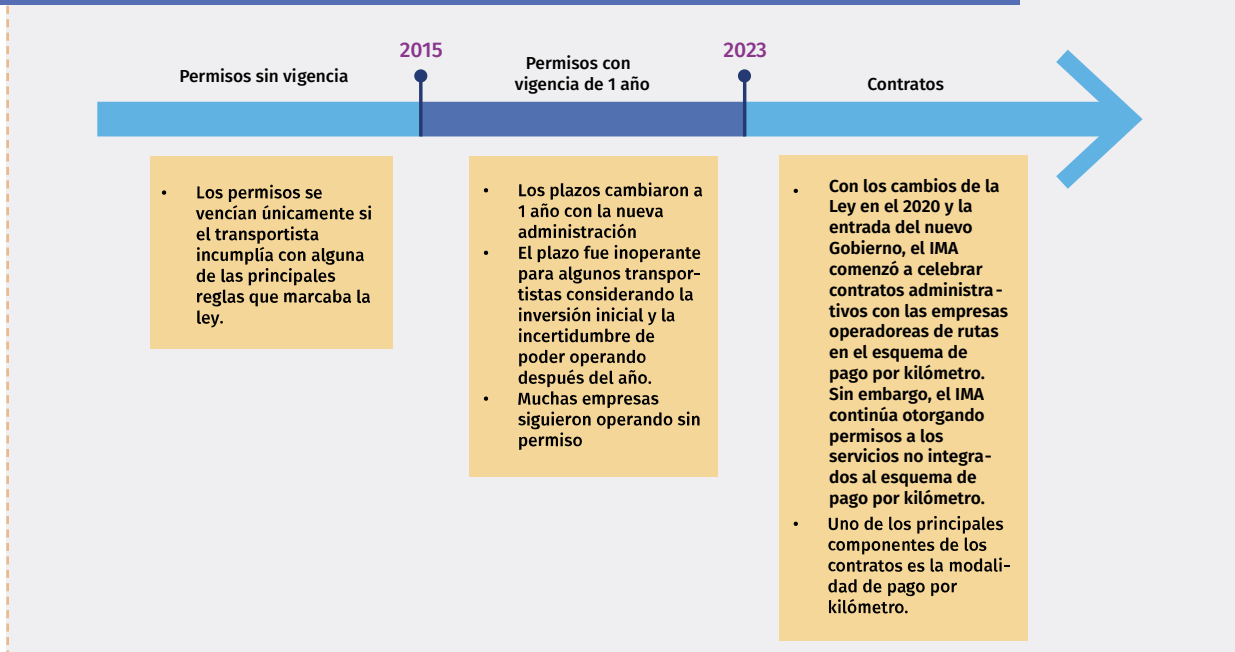 2015
2023
Permisos sin vigencia
Permisos con
vigencia de 1 año
Contratos
• Los permisos se
vencían únicamente si
el transportista
incumplía con alguna
de las principales
reglas que marcaba la
ley.
• Los plazos cambiaron a
1 año con la nueva
administración
• El plazo fue inoperante
para algunos transpor-
tistas considerando la
inversión inicial y la
incertidumbre de
poder operando
después del año.
• Muchas empresas
siguieron operando sin
permiso
• Con los cambios de la
Ley en el 2020 y la
entrada del nuevo
Gobierno, el IMA
comenzó a celebrar
contratos administra-
tivos con las empresas
operadoreas de rutas
en el esquema de
pago por kilómetro.
Sin embargo, el IMA
continúa otorgando
permisos a los
servicios no integra-
dos al esquema de
pago por kilómetro.
• Uno de los principales
componentes de los
contratos es la modali-
dad de pago por
kilómetro.